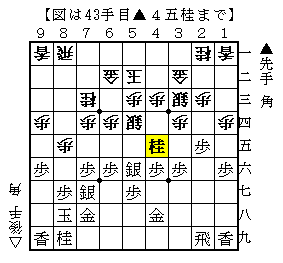 【図は43手目▲４五桂まで】
９ ８ ７ ６ ５ ４ ３ ２ １
香 飛 桂 香 一
金 玉 金 二
桂 歩 歩 銀 歩 三
歩 歩 歩 銀 歩 歩 四
歩 桂 歩 五
歩 歩 歩 銀 歩 歩 歩 六
歩 銀 歩 七
玉 金 金 八
香 桂 飛 香 九
▲先手 角
△後手 角